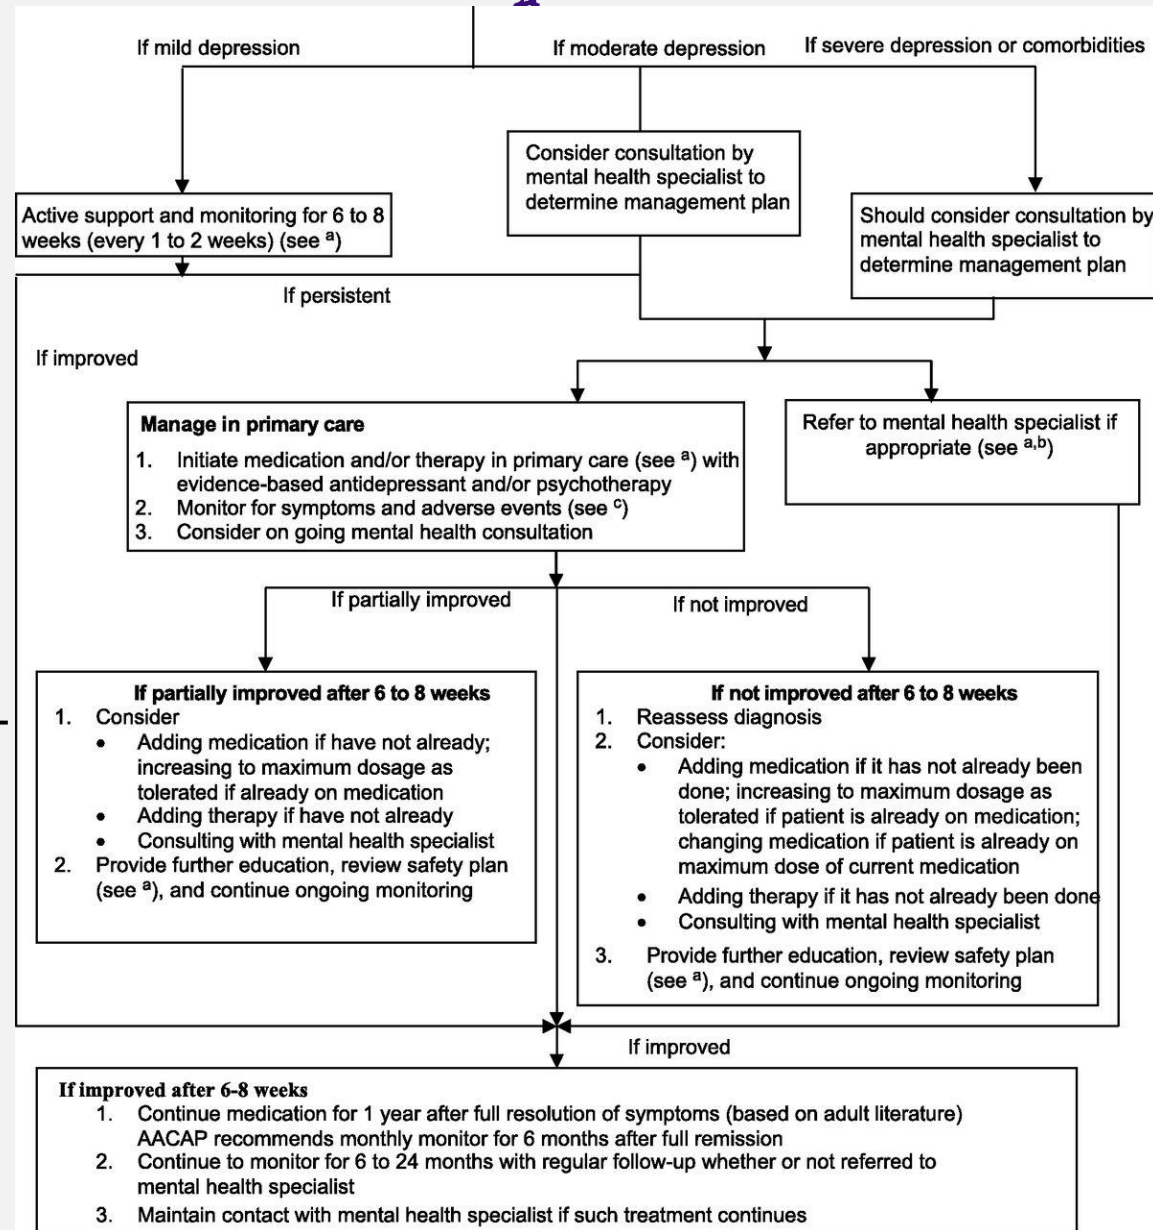 If mild depression
If moderate depression
If severe depression or comorbidities
Consider consultation by
mental health specialist to
determine management plan
Active support and monitoring for 6 to 8
weeks (every 1 to 2 weeks) (see a)
Should consider consultation by
mental health specialist to
determine management plan
If persistent
If improved
Manage in primary care
1. Initiate medication and/or therapy in primary care (see a) with
evidence-based antidepressant and/or psychotherapy
2. Monitor for symptoms and adverse events (see c)
3. Consider on going mental health consultation
Refer to mental health specialist if
appropriate (see a,b)
If partially improved
If not improved
If partially improved after 6 to 8 weeks
1. Consider
• Adding medication if have not already;
increasing to maximum dosage as
tolerated if already on medication
• Adding therapy if have not already
• Consulting with mental health specialist
2. Provide further education, review safety plan
(see a), and continue ongoing monitoring
If not improved after 6 to 8 weeks
1. Reassess diagnosis
2. Consider:
• Adding medication if it has not already been
done; increasing to maximum dosage as
tolerated if patient is already on medication;
changing medication if patient is already on
maximum dose of current medication
• Adding therapy if it has not already been done
• Consulting with mental health specialist
3. Provide further education, review safety plan
(see a), and continue ongoing monitoring
If improved
If improved after 6-8 weeks
1. Continue medication for 1 year after full resolution of symptoms (based on adult literature)
AACAP recommends monthly monitor for 6 months after full remission
2. Continue to monitor for 6 to 24 months with regular follow-up whether or not referred to
mental health specialist
3. Maintain contact with mental health specialist if such treatment continues